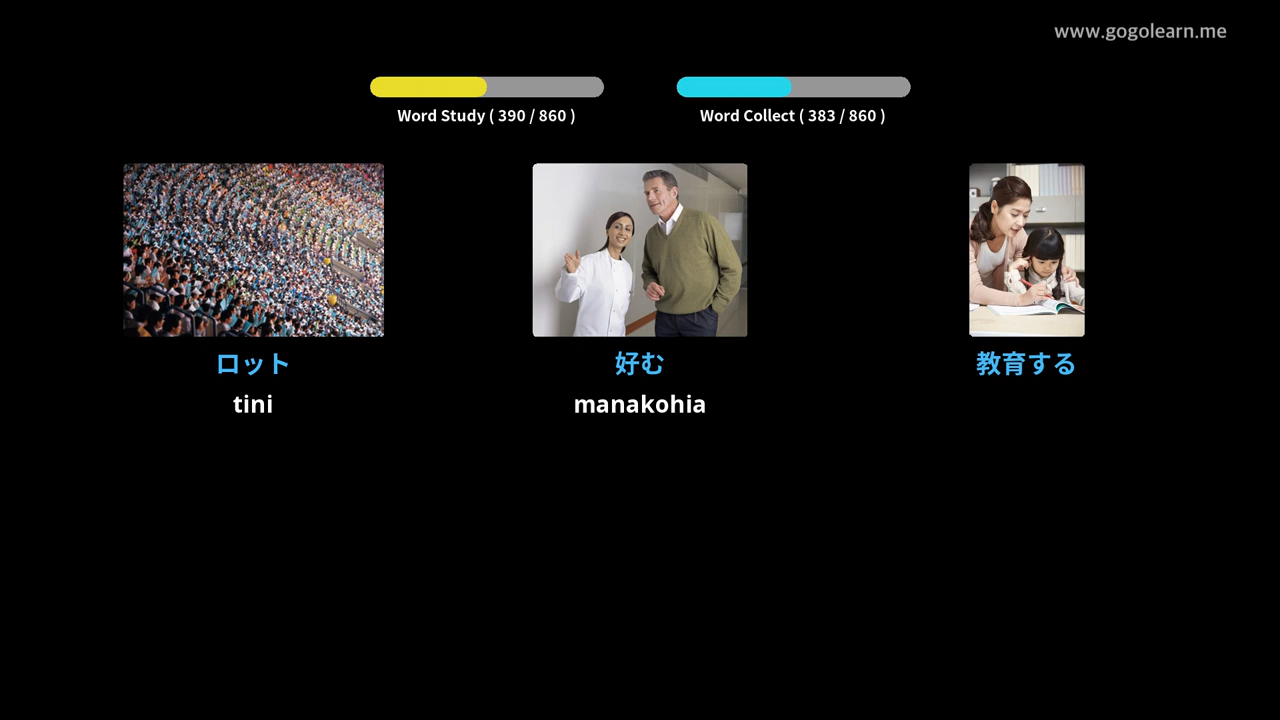 www.gogolearn.me
Word Study ( 390 / 860 )
Word Collect ( 383 / 860 )
ロット
好む
教育する
tini
manakohia